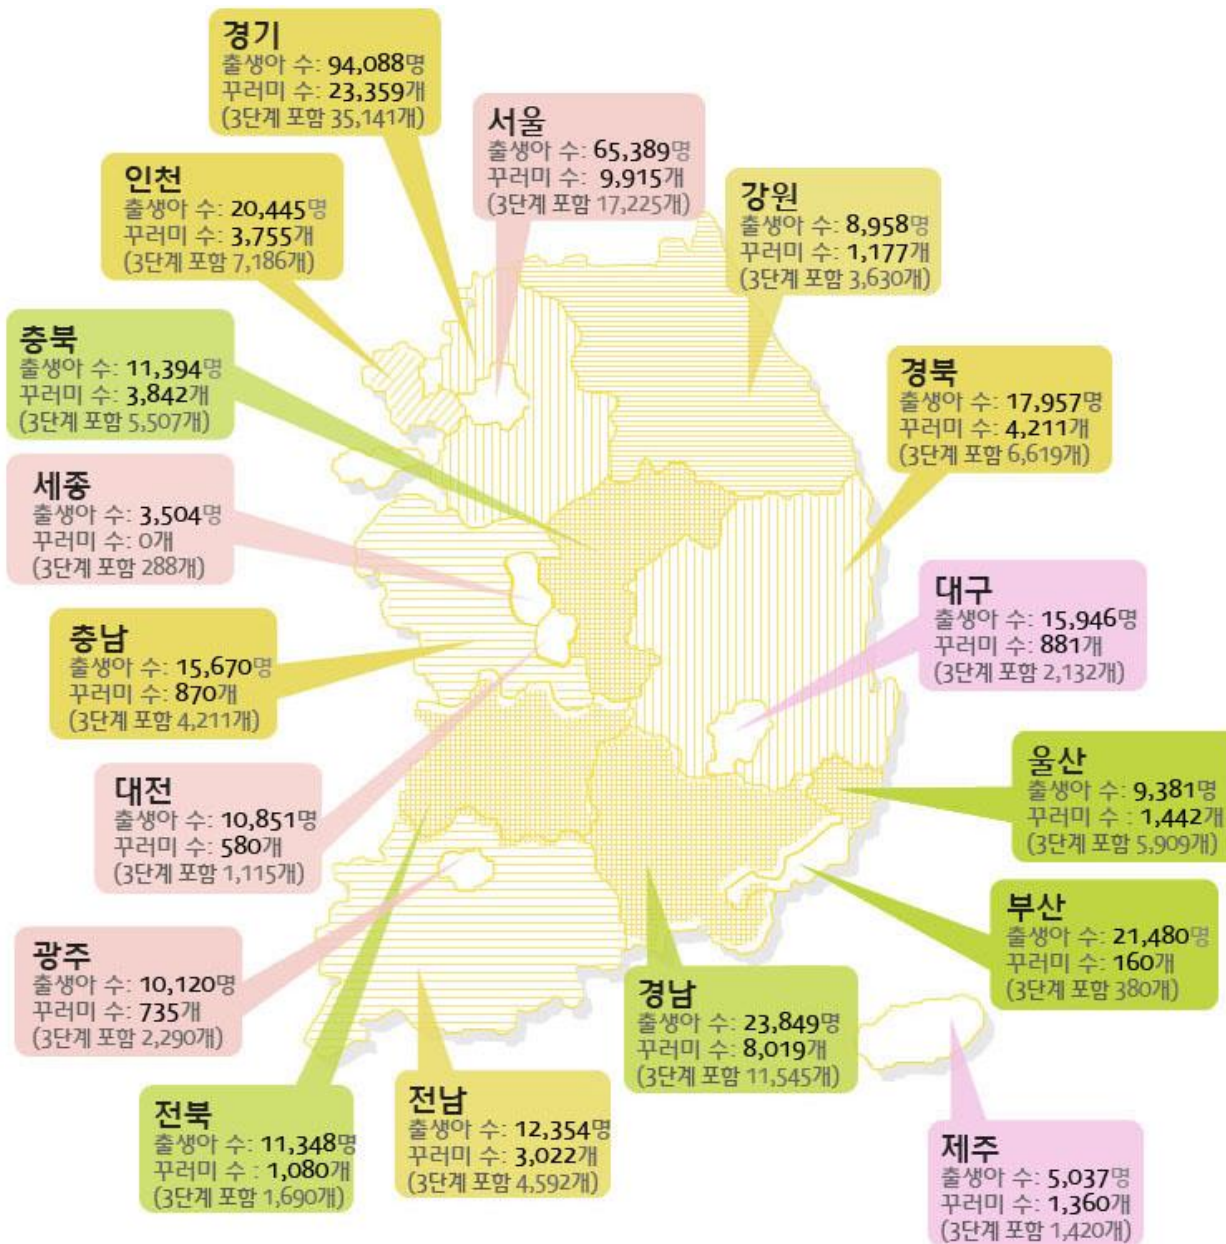 경기
출생아 수: 94,088명
꾸러미 수: 23,359개
(3단계 포함 35,141개)
서울
출생아 수: 65,389명
꾸러미 수: 9,915개
(3단계 포함 17,225개)
인천
출생아 수: 20,445명
꾸러미 수: 3,755개
(3단계 포함 7,186개)
강원
출생아 수: 8,958명
꾸러미 수: 1,177개
(3단계 포함 3,630개)
충북
출생아 수: 11,394명
꾸러미 수: 3,842개
(3단계 포함 5,507개)
경북
출생아 수: 17,957명
꾸러미 수: 4,211개
(3단계 포함 6,619개)
세종
출생아 수: 3,504명
꾸러미 수: 0개
(3단계 포함 288개)
대구
출생아 수: 15,946명
꾸러미 수: 881개
(3단계 포함 2,132개)
충남
출생아 수: 15,670명
꾸러미 수: 870개
(3단계 포함 4,211개)
울산
출생아 수: 9,381명
꾸러미 수: 1,442개
(3단계 포함 5,909개)
대전
출생아 수: 10,851명
꾸러미 수: 580개
(3단계 포함 1,115개)
부산
출생아 수: 21,480명
꾸러미 수: 160개
(3단계 포함 380개)
광주
출생아 수: 10,120명
꾸러미 수: 735개
(3단계 포함 2,290개)
경남
출생아 수: 23,849명
꾸러미 수: 8,019개
(3단계 포함 11,545개)
전북
출생아 수: 11,348명
꾸러미 수 : 1,080개
(3단계 포함 1,690개)
전남
출생아 수: 12,354명
꾸러미 수: 3,022개
(3단계 포함 4,592개)
제주
출생아 수: 5,037명
꾸러미 수: 1,360개
(3단계 포함 1,420개)